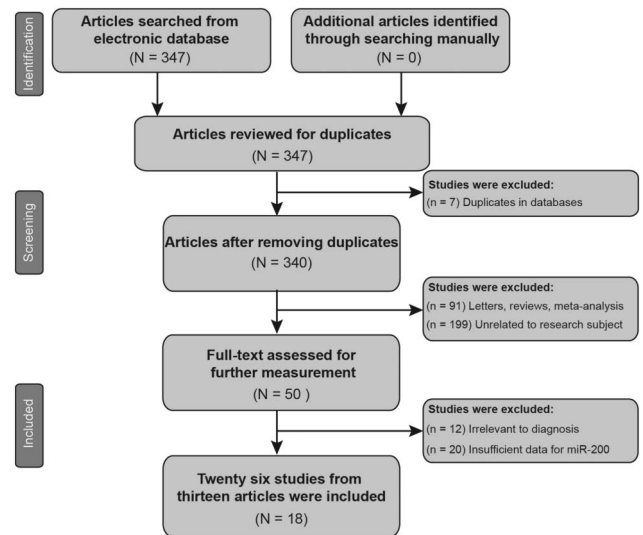 Identification
Articles searched from
electronic database
(N = 347)
Additional articles identified
through searching manually
(N = 0)
Articles reviewed for duplicates
(N = 347)
Studies were excluded:
(n = 7) Duplicates in databases
Screening
Articles after removing duplicates
(N = 340)
Studies were excluded:
(n = 91) Letters, reviews, meta-analysis
(n = 199) Unrelated to research subject
Full-text assessed for
further measurement
(N = 50 )
Included
Studies were excluded:
(n = 12) Irrelevant to diagnosis
(n = 20) Insufficient data for miR-200
Twenty six studies from
thirteen articles were included
(N = 18)